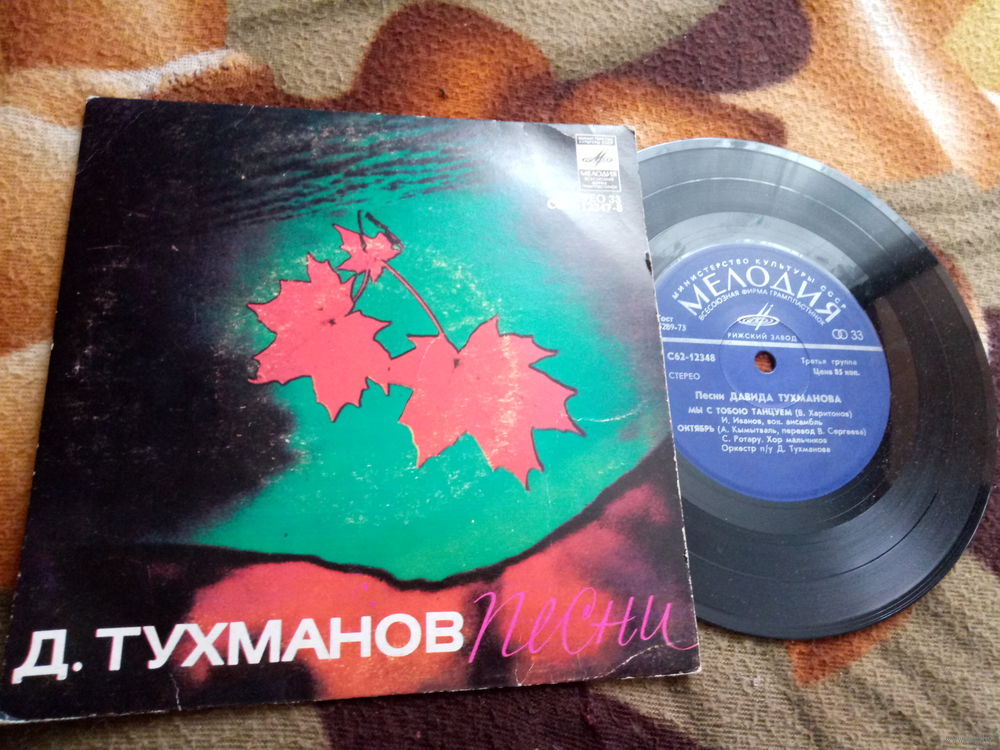 МЕЛОДИЯ
Д. ТУХМАНОВ песни
МИНИСТЕРСТВО КУЛЬТУРЫ СССР
МЕЛОДИЯ
ВСЕСОЮЗНАЯ ФИРМА ГРАМПЛАСТИНОК
РИЖСКИЙ ЗАВОД
33
С62-12348
Третья группа
СТЕРЕО
Цена 85 коп.
Песни ДАВИДА ТУХМАНОВА
МЫ С ТОБОЮ ТАНЦУЕМ (В. Харитонов)
И. Иванов, вок. ансамбль
ОКТЯБРЬ (А. Кымытваль, перевод В. Сергеева)
С. Ротару. Хор мальчиков
Оркестр п/у Д. Тухманова